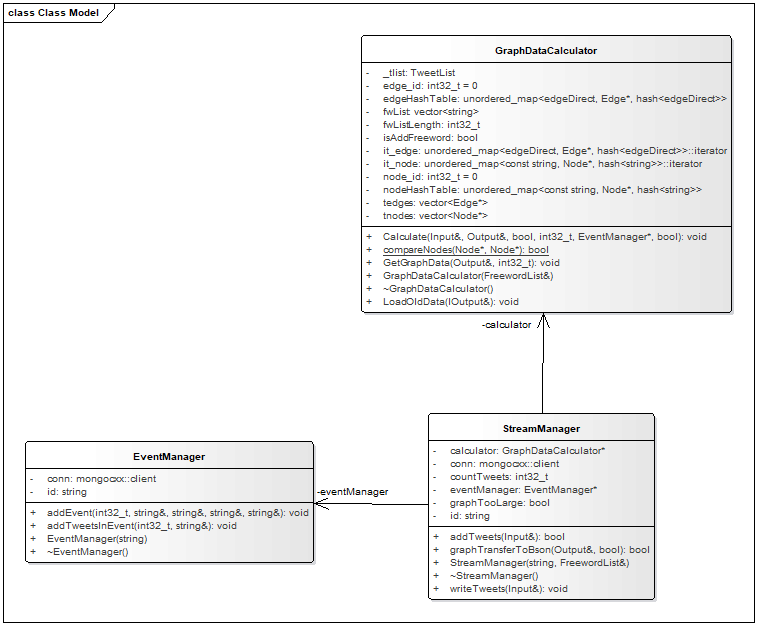 class Class Model
GraphDataCalculator
- _tlist: TweetList
- edge_id: int32_t = 0
- edgeHashTable: unordered_map<edgeDirect, Edge*, hash<edgeDirect>>
- fwList: vector<string>
- fwListLength: int32_t
- isAddFreeword: bool
- it_edge: unordered_map<edgeDirect, Edge*, hash<edgeDirect>>::iterator
- it_node: unordered_map<const string, Node*, hash<string>>::iterator
- node_id: int32_t = 0
- nodeHashTable: unordered_map<const string, Node*, hash<string>>
- tedges: vector<Edge*>
- tnodes: vector<Node*>
+ Calculate(Input&, Output&, bool, int32_t, EventManager*, bool): void
+ compareNodes(Node*, Node*): bool
+ GetGraphData(Output&, int32_t): void
+ GraphDataCalculator(FreewordList&)
+ ~GraphDataCalculator()
+ LoadOldData(IOutput&): void
-calculator
StreamManager
- calculator: GraphDataCalculator*
- conn: mongocxx::client
- countTweets: int32_t
- eventManager: EventManager*
- graphTooLarge: bool
- id: string
+ addTweets(Input&): bool
+ graphTransferToBson(Output&, bool): bool
+ StreamManager(string, FreewordList&)
+ ~StreamManager()
+ writeTweets(Input&): void
-eventManager
EventManager
- conn: mongocxx::client
- id: string
+ addEvent(int32_t, string&, string&, string&, string&): void
+ addTweetsInEvent(int32_t, string&): void
+ EventManager(string)
+ ~EventManager()